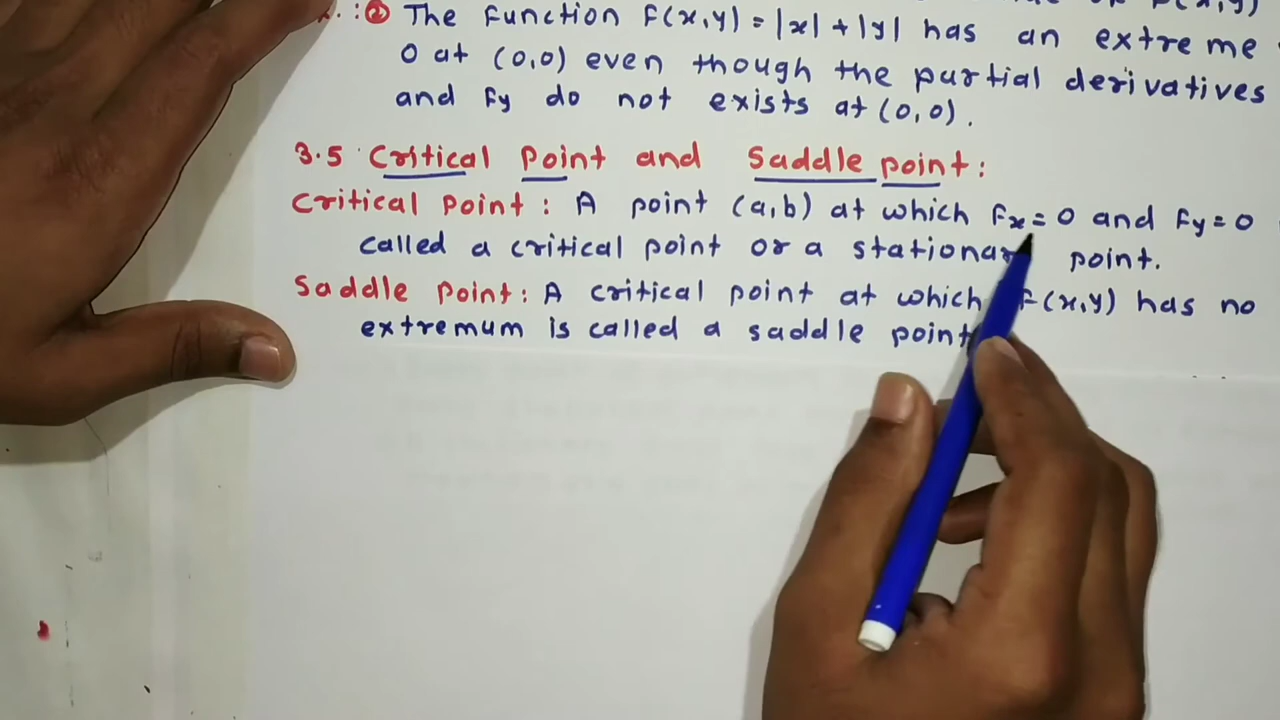 .: ② The Function F(x,y) = |x| + |y| has an extreme
0 at (0,0) even though the partial derivatives
and Fy do not exists at (0,0).
3.5 Critical Point and Saddle point:
Critical Point: A point (a,b) at which Fx=0 and Fy=0
called a critical point or a stationar point.
Saddle Point: A critical point at which F(x,y) has no
extremum is called a saddle point